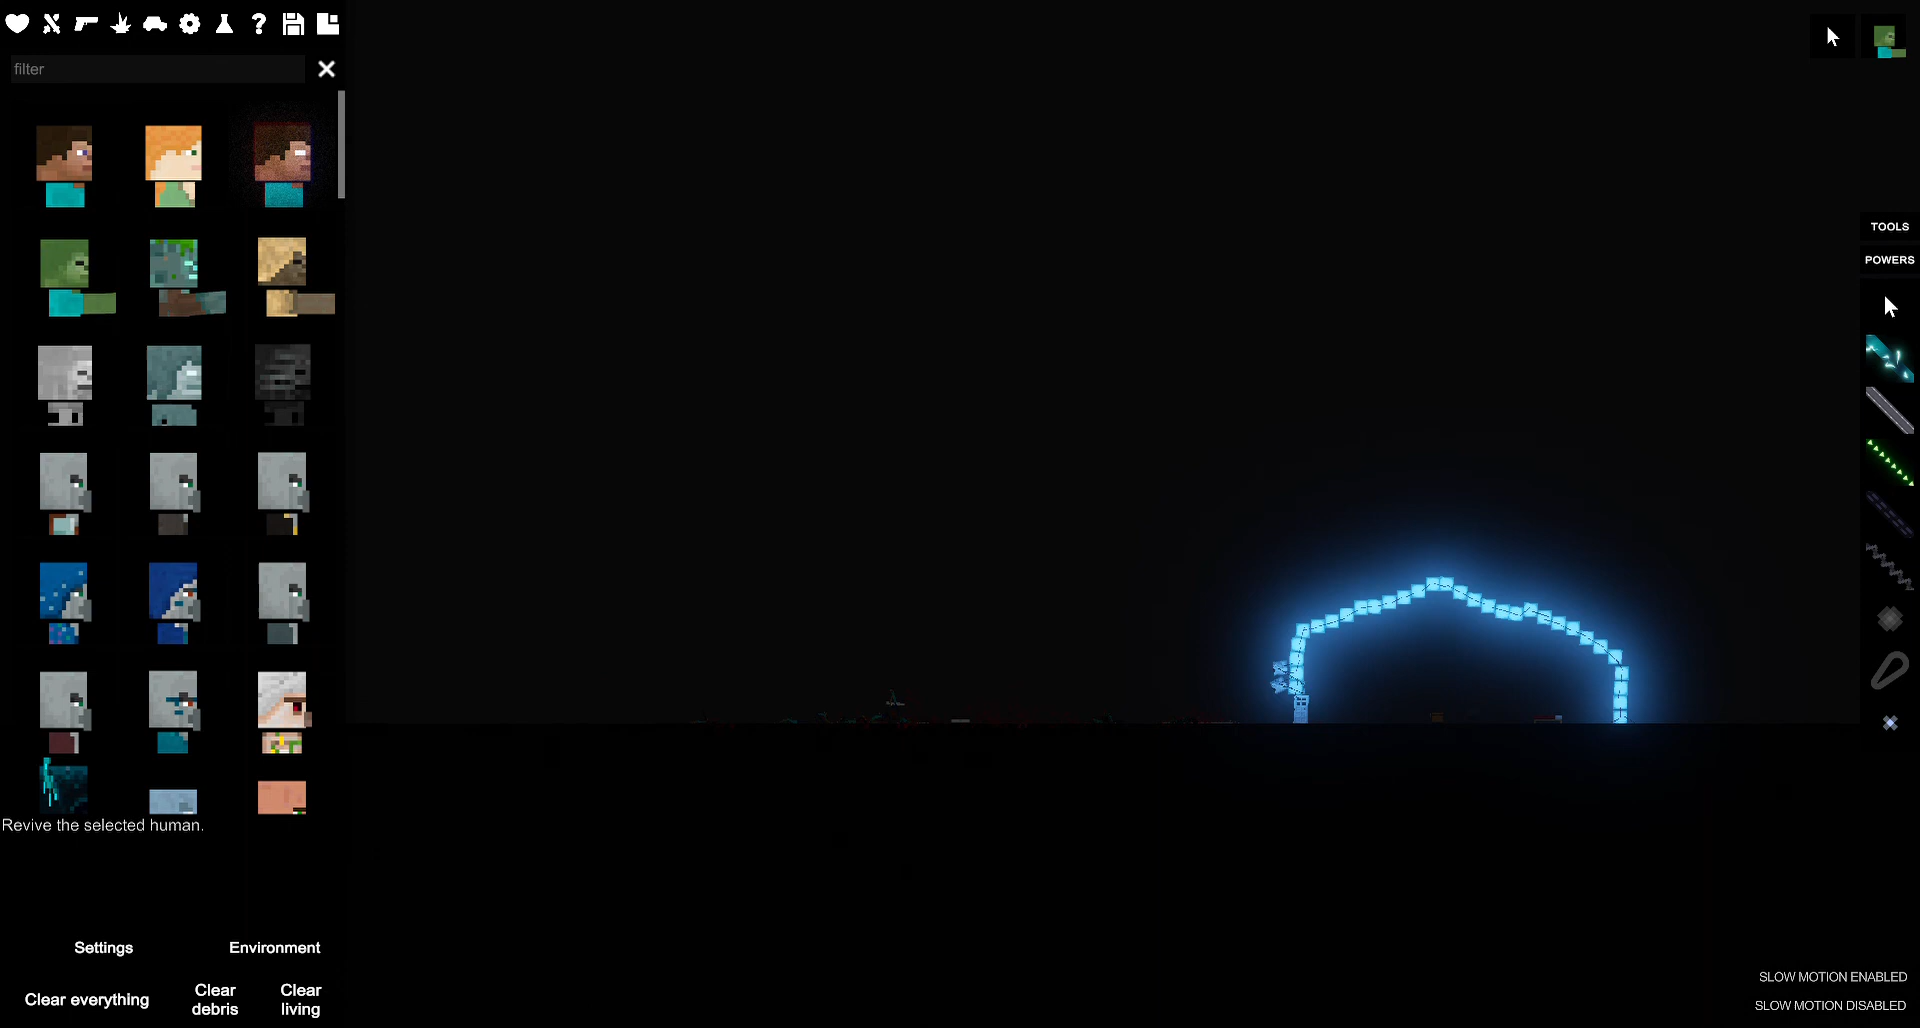 filter
TOOLS
POWERS
Revive the selected human.
Settings
Environment
Clear everything
Clear
debris
Clear
living
SLOW MOTION ENABLED
SLOW MOTION DISABLED